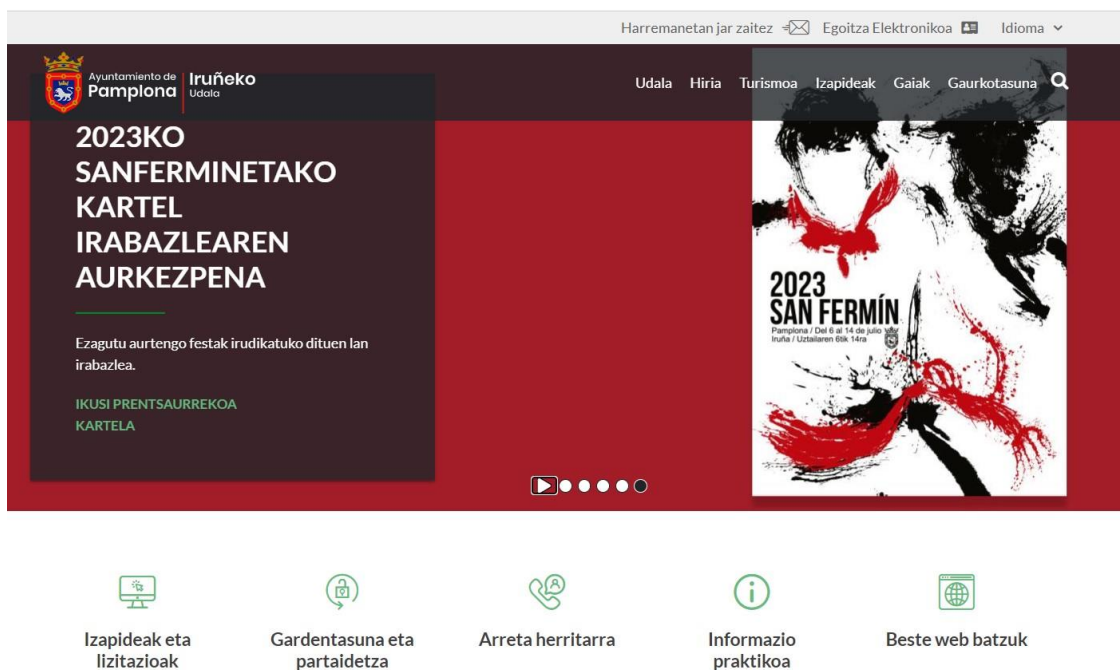 Harremanetan jar zaitez Egoitza Elektronikoa Idioma
Ayuntamiento de Pamplona
Iruñeko Udala
Udala Hiria Turismoa Izapideak Gaiak Gaurkotasuna
2023KO
SANFERMINETAKO
KARTEL
IRABAZLEAREN
AURKEZPENA
Ezagutu aurtengo festak irudikatuko dituen lan
irabazlea.
IKUSI PRENTSAURREKOA
KARTELA
2023
SAN FERMÍN
Pamplona / Del 6 al 14 de julio
Iruña / Uztailaren 6tik 14ra
Izapideak eta
lizitazioak
Gardentasuna eta
partaidetza
Arreta herritarra
Informazio
praktikoa
Beste web batzuk